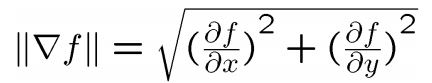 ‖∇f‖ = √((∂f/∂x)² + (∂f/∂y)²)